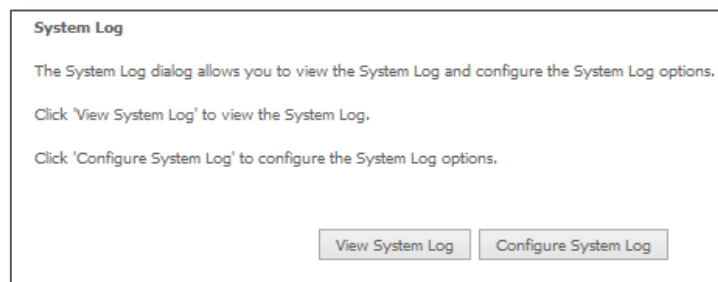 System Log
The System Log dialog allows you to view the System Log and configure the System Log options.
Click 'View System Log' to view the System Log.
Click 'Configure System Log' to configure the System Log options.
View System Log Configure System Log